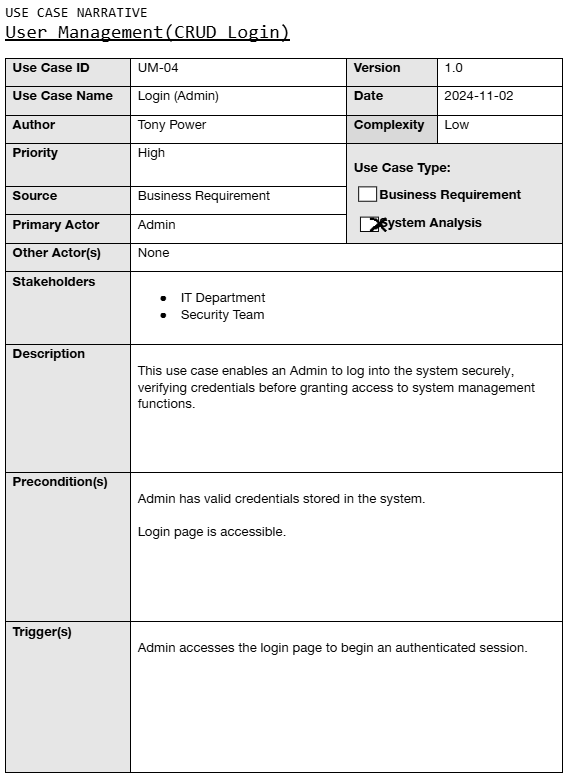 USE CASE NARRATIVE
User Management(CRUD Login)
Use Case ID UM-04 Version 1.0
Use Case Name Login (Admin) Date 2024-11-02
Author Tony Power Complexity Low
Priority High
Use Case Type:
Source Business Requirement
Business Requirement
Primary Actor Admin
System Analysis
Other Actor(s) None
Stakeholders
• IT Department
• Security Team
Description
This use case enables an Admin to log into the system securely,
verifying credentials before granting access to system management
functions.
Precondition(s)
Admin has valid credentials stored in the system.
Login page is accessible.
Trigger(s)
Admin accesses the login page to begin an authenticated session.